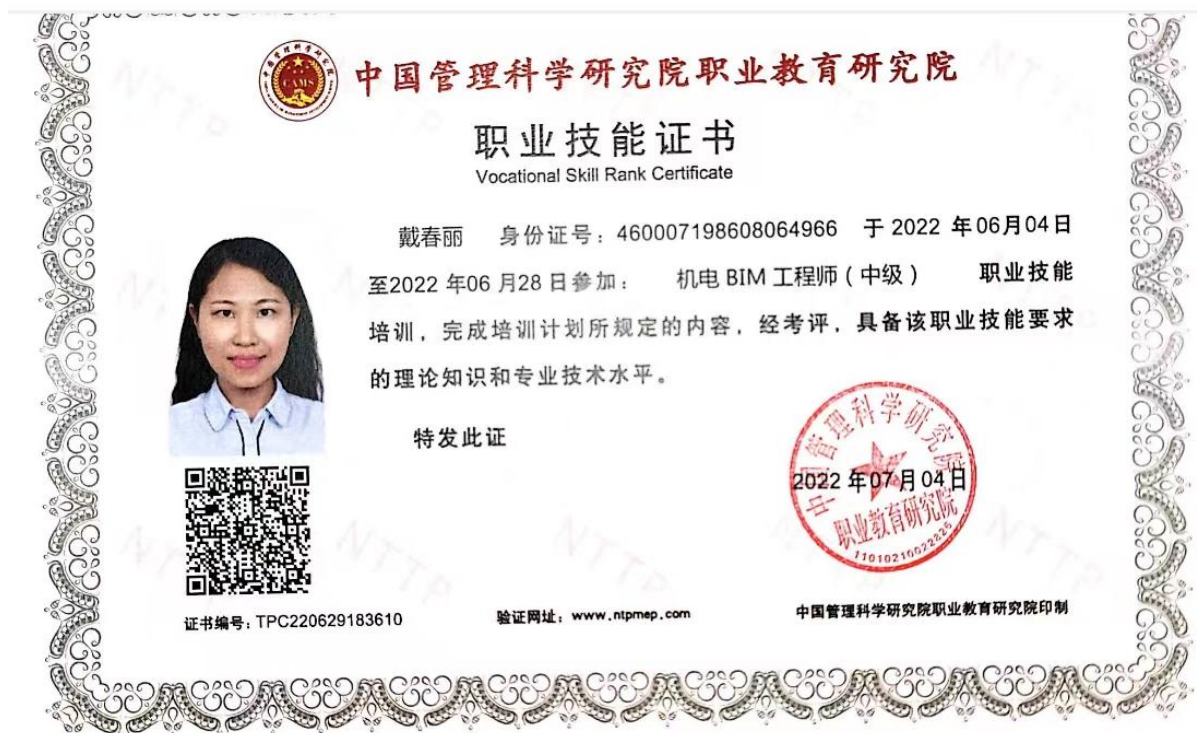 中国管理科学研究院职业教育研究院
职业技能证书
Vocational Skill Rank Certificate
戴春丽 身份证号：460007198608064966 于 2022 年06月04日
至2022 年06 月28 日参加： 机电 BIM 工程师（中级） 职业技能
培训，完成培训计划所规定的内容，经考评，具备该职业技能要求
的理论知识和专业技术水平。
特发此证
中国管理科学研究院
2022 年07月04日
职业教育研究院
11010210022825
证书编号：TPC220629183610
验证网址：www.ntpmep.com
中国管理科学研究院职业教育研究院印制
CAMS
NTTP